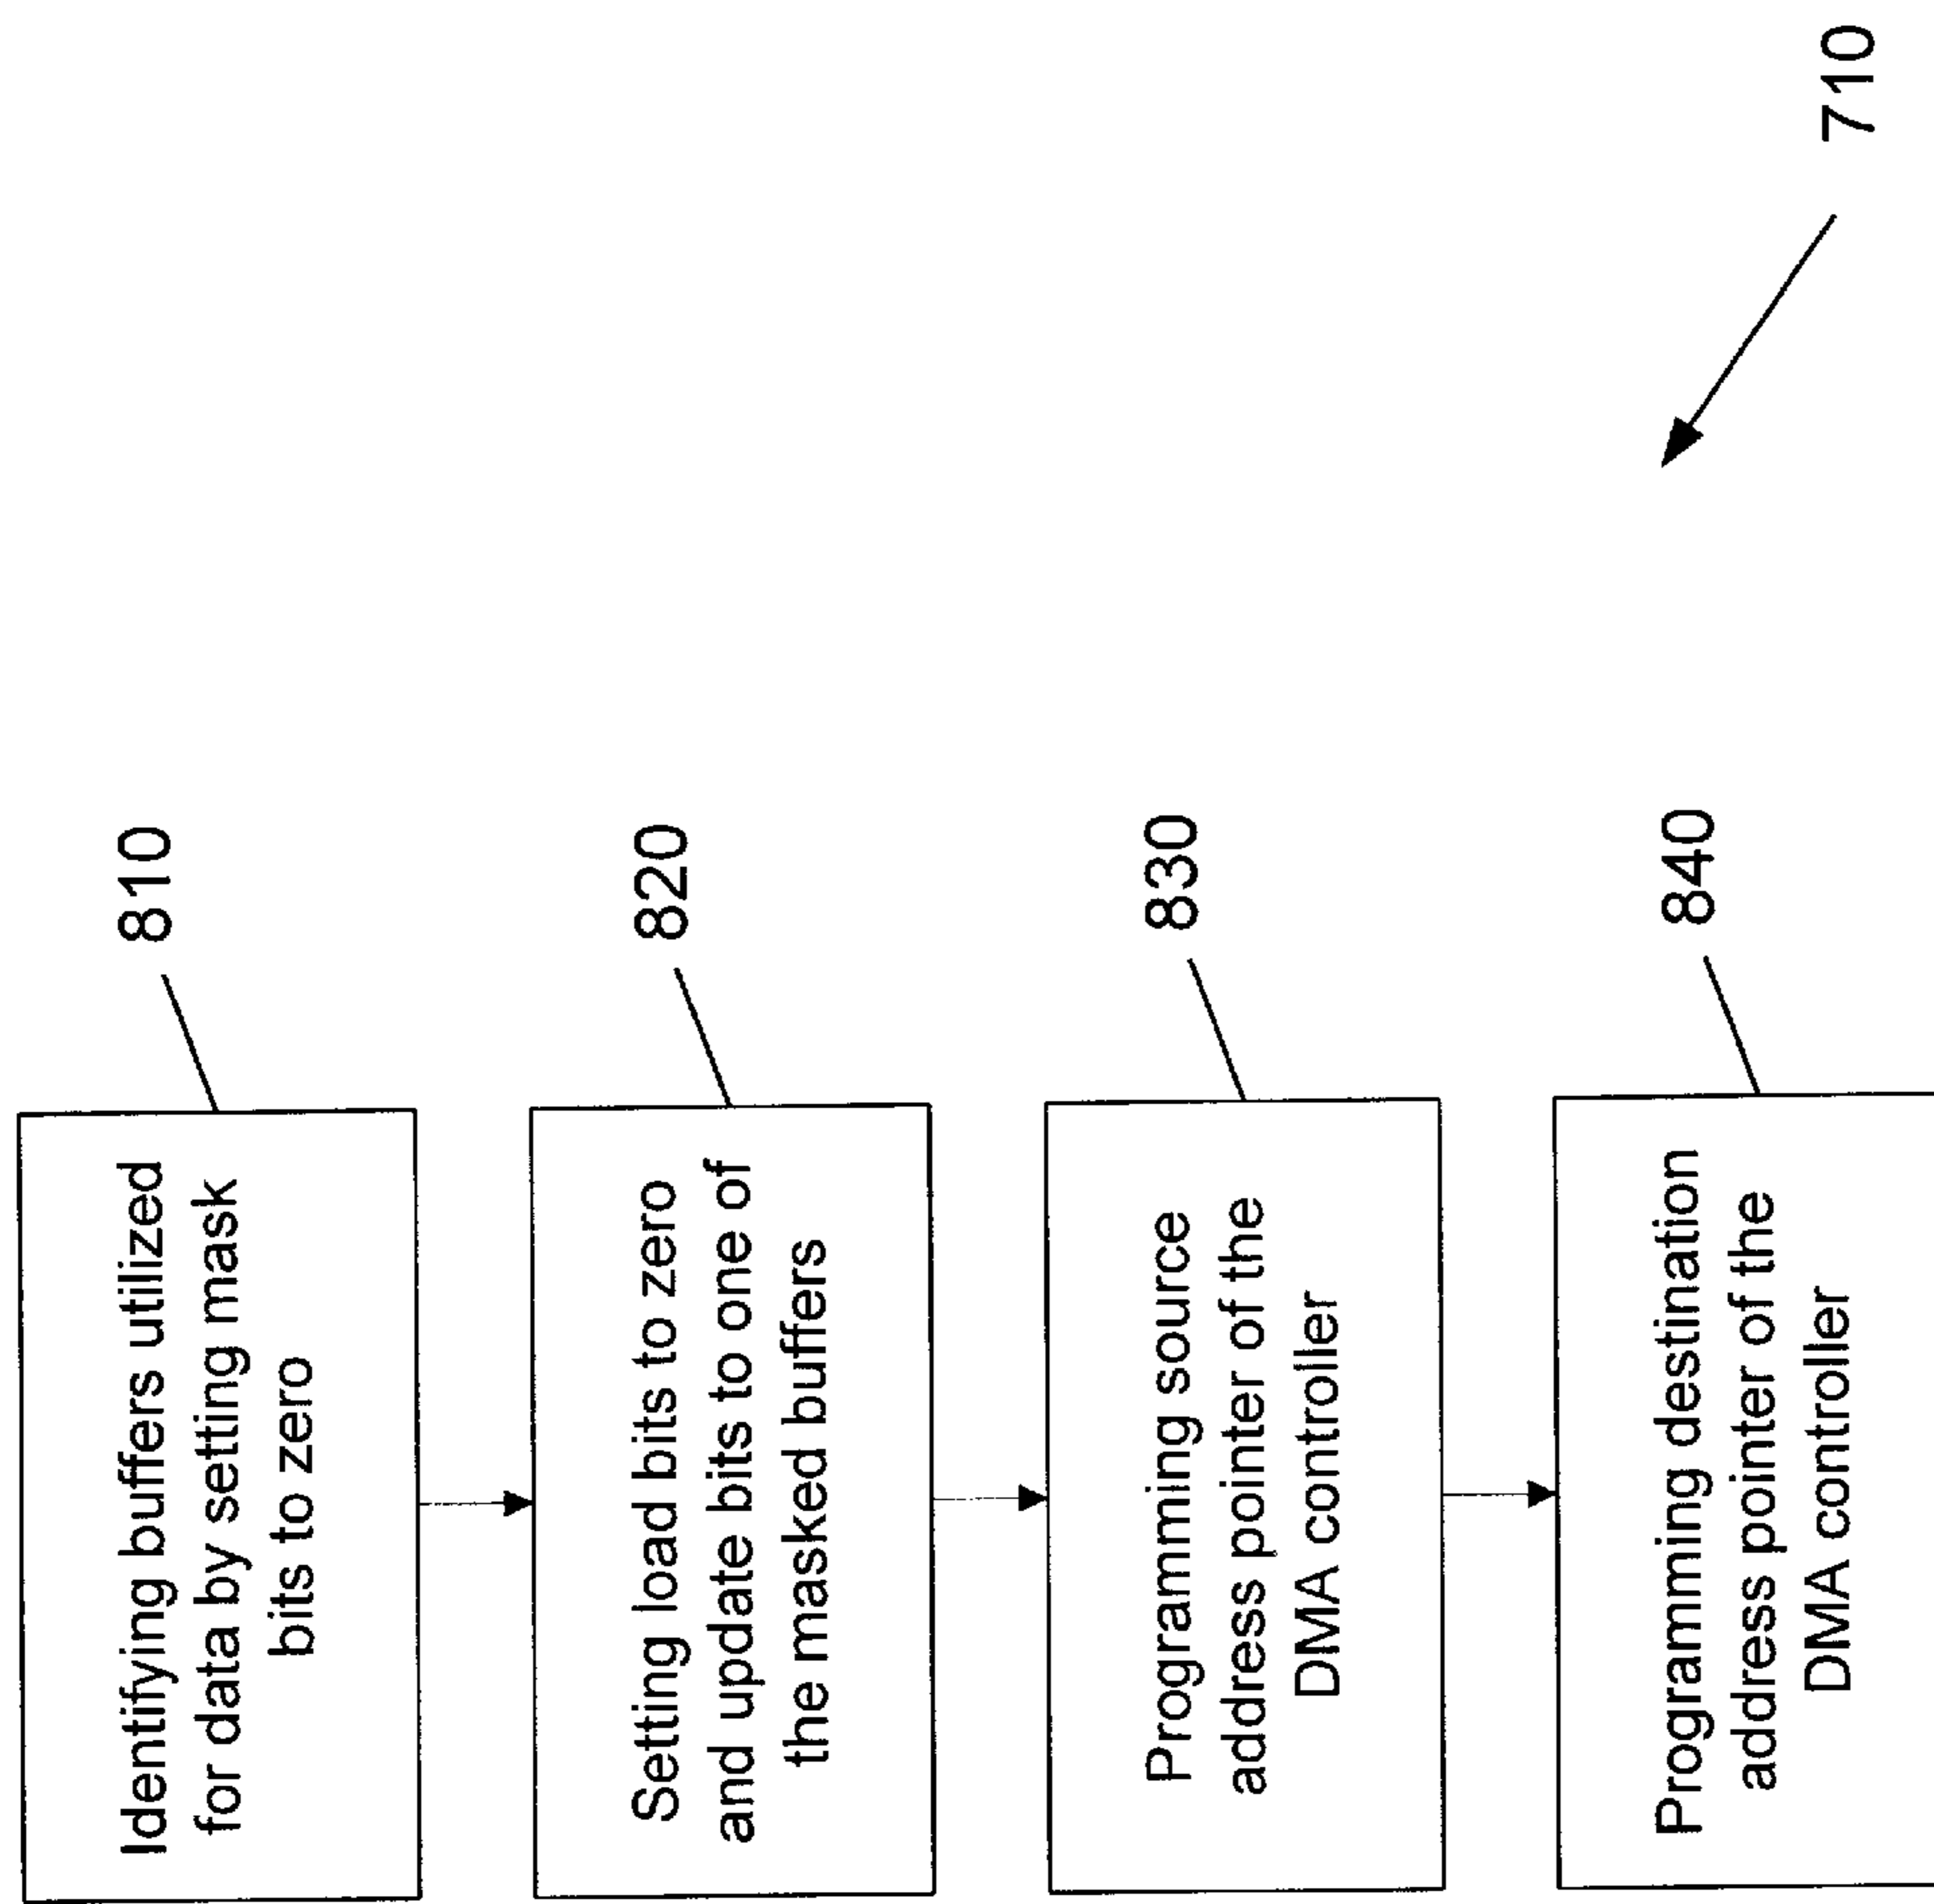 Identifying buffers utilized
for data by setting mask
bits to zero
810
Setting load bits to zero
and update bits to one of
the masked buffers
820
Programming source
address pointer of the
DMA controller
830
Programming destination
address pointer of the
DMA controller
840
710